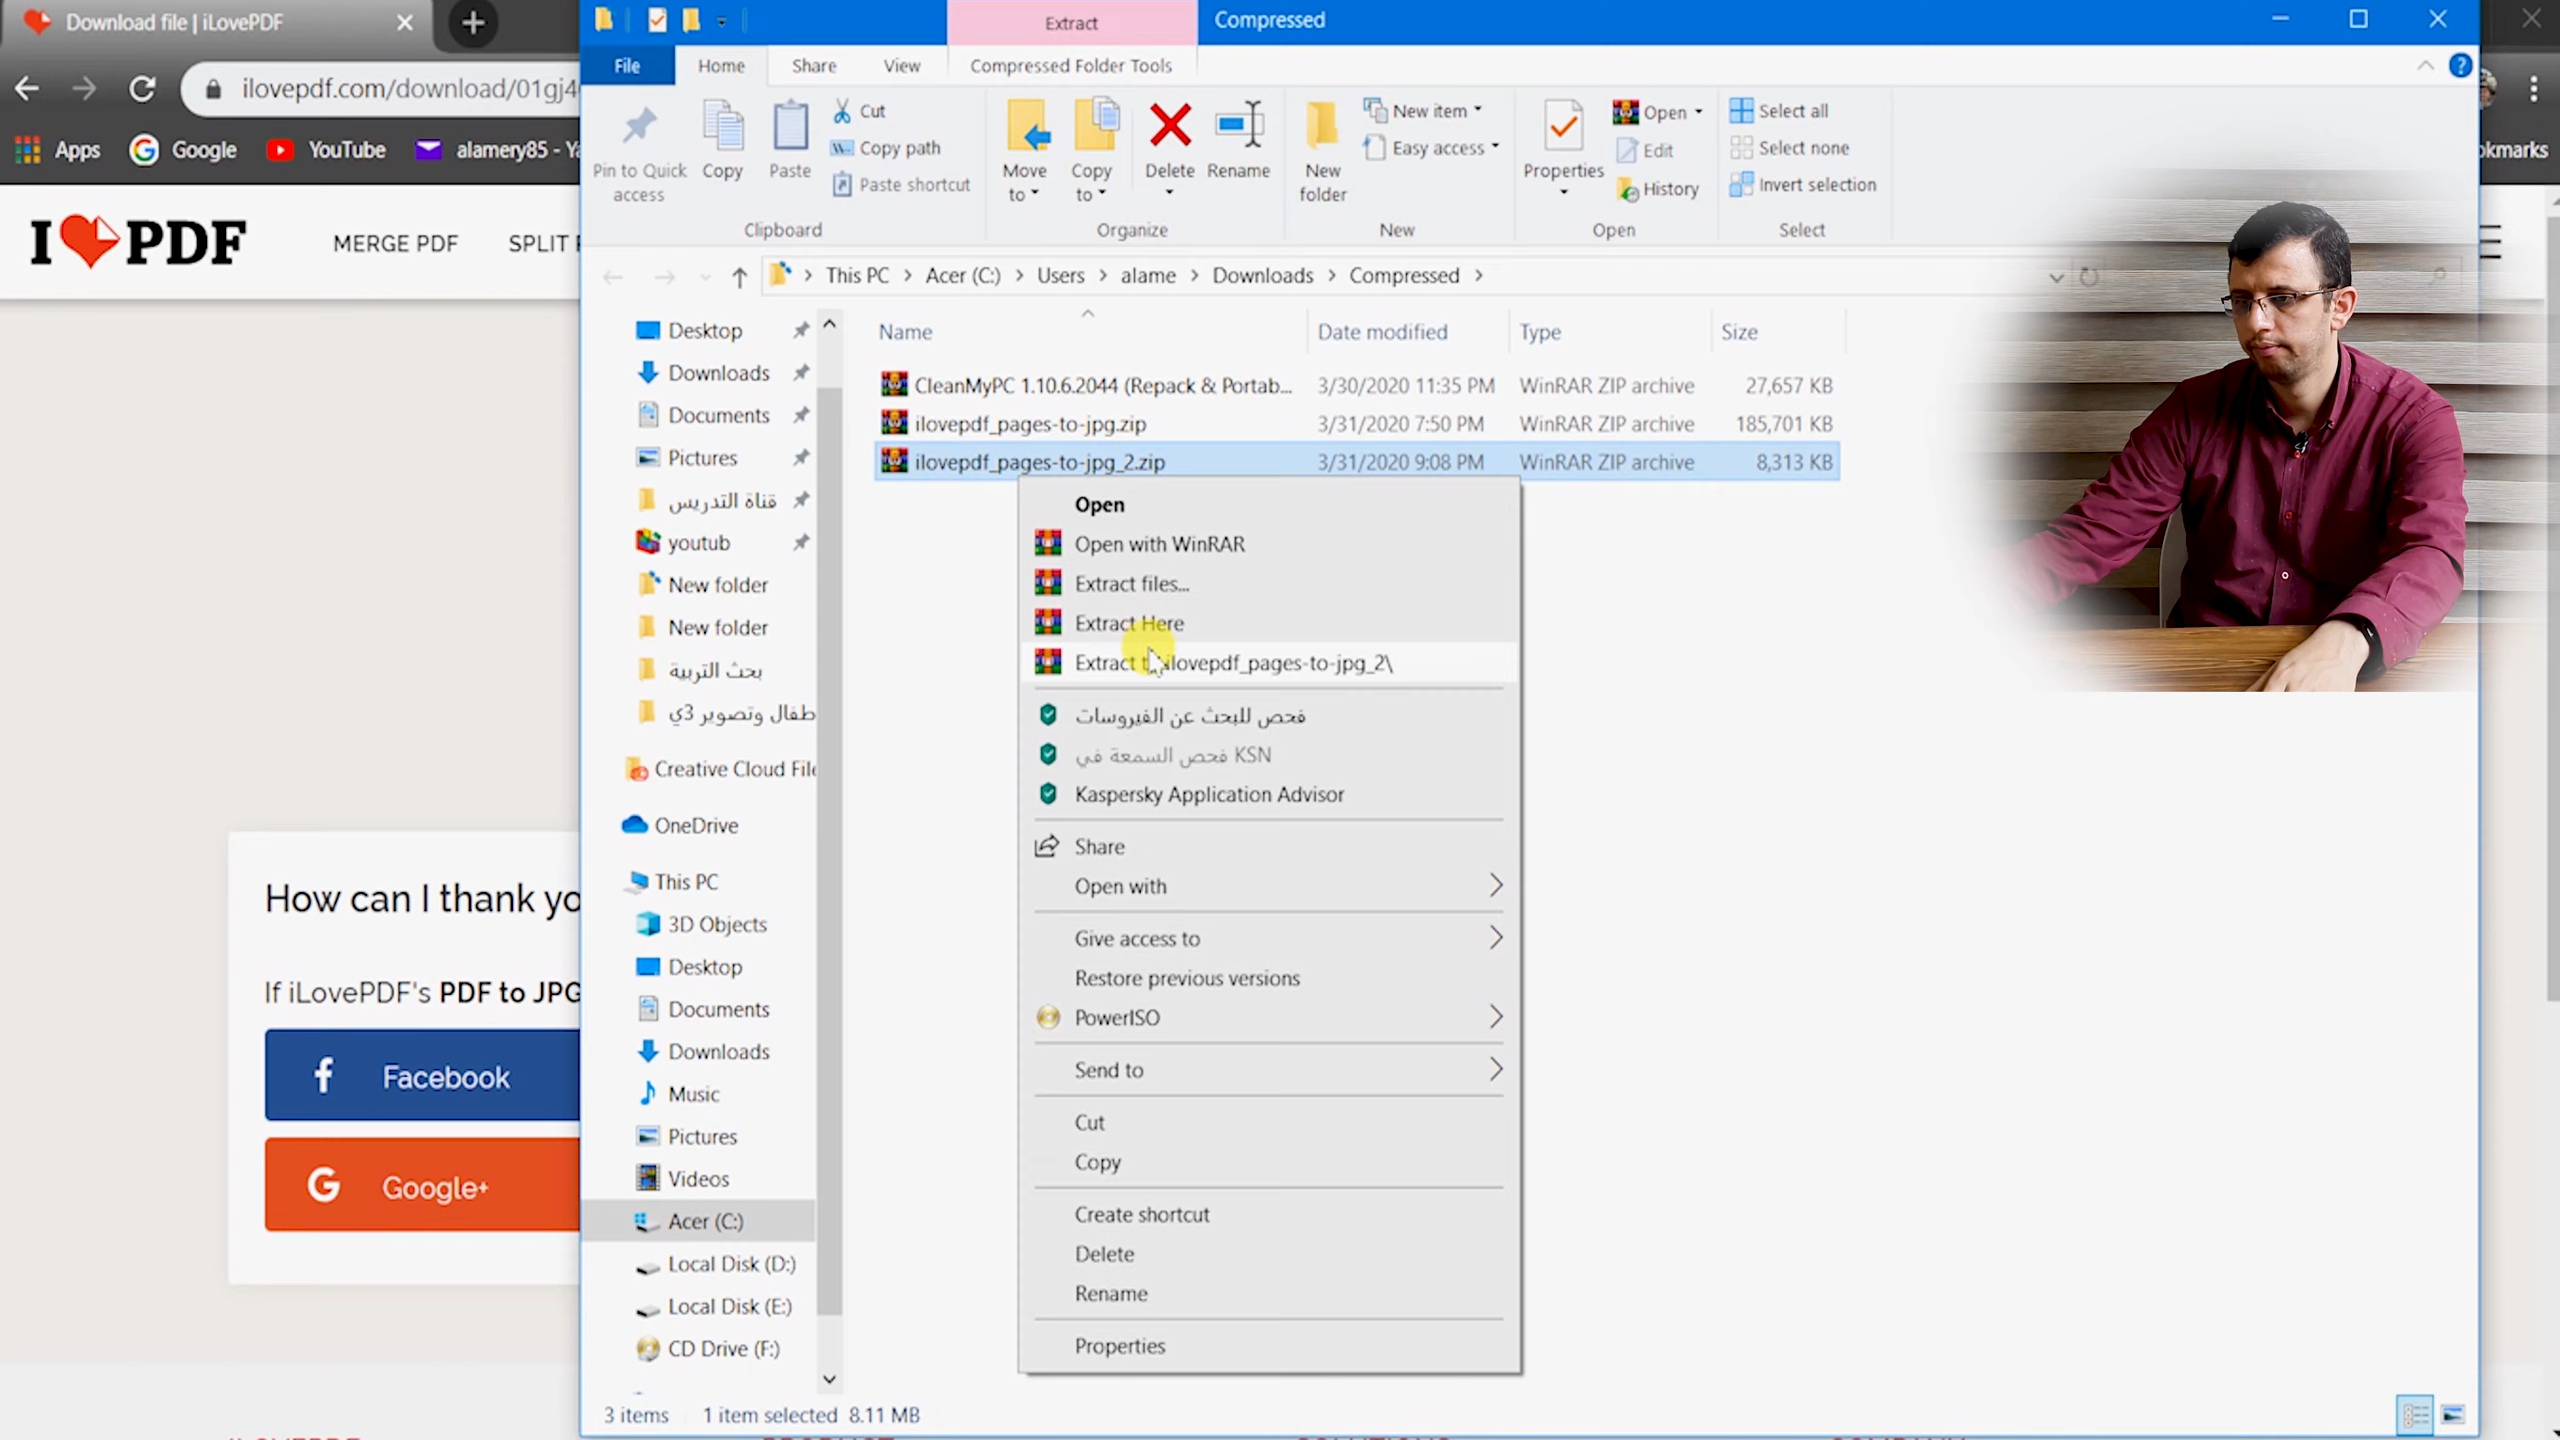 Download file | iLovePDF
ilovepdf.com/download/01gj4
Apps
Google
YouTube
alamery85 - Ya
okmarks
I PDF
MERGE PDF
SPLIT
How can I thank yo
If iLovePDF's PDF to JPG
Facebook
Google+
Extract
Compressed
File
Home
Share
View
Compressed Folder Tools
Pin to Quick access
Copy
Paste
Cut
Copy path
Paste shortcut
Clipboard
Move to
Copy to
Delete
Rename
Organize
New folder
New item
Easy access
New
Properties
Open
Edit
History
Open
Select all
Select none
Invert selection
Select
This PC > Acer (C:) > Users > alame > Downloads > Compressed >
Desktop
Downloads
Documents
Pictures
قناة التدريس
youtub
New folder
New folder
بحث التربية
طفال وتصوير 3ي
Creative Cloud File
OneDrive
This PC
3D Objects
Desktop
Documents
Downloads
Music
Pictures
Videos
Acer (C:)
Local Disk (D:)
Local Disk (E:)
CD Drive (F:)
Name Date modified Type Size
CleanMyPC 1.10.6.2044 (Repack & Portab... 3/30/2020 11:35 PM WinRAR ZIP archive 27,657 KB
ilovepdf_pages-to-jpg.zip 3/31/2020 7:50 PM WinRAR ZIP archive 185,701 KB
ilovepdf_pages-to-jpg_2.zip 3/31/2020 9:08 PM WinRAR ZIP archive 8,313 KB
Open
Open with WinRAR
Extract files...
Extract Here
Extract t ilovepdf_pages-to-jpg_2\
فحص للبحث عن الفيروسات
فحص السمعة في KSN
Kaspersky Application Advisor
Share
Open with
Give access to
Restore previous versions
PowerISO
Send to
Cut
Copy
Create shortcut
Delete
Rename
Properties
3 items 1 item selected 8.11 MB